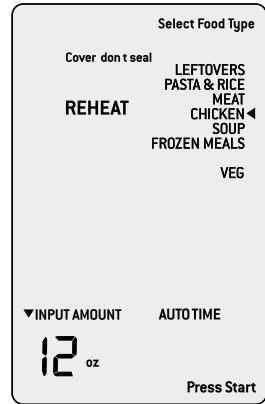 Select Food Type
Cover don t seal
LEFTOVERS
PASTA & RICE
MEAT
REHEAT
CHICKEN
SOUP
FROZEN MEALS
VEG
INPUT AMOUNT
AUTO TIME
12 oz
Press Start